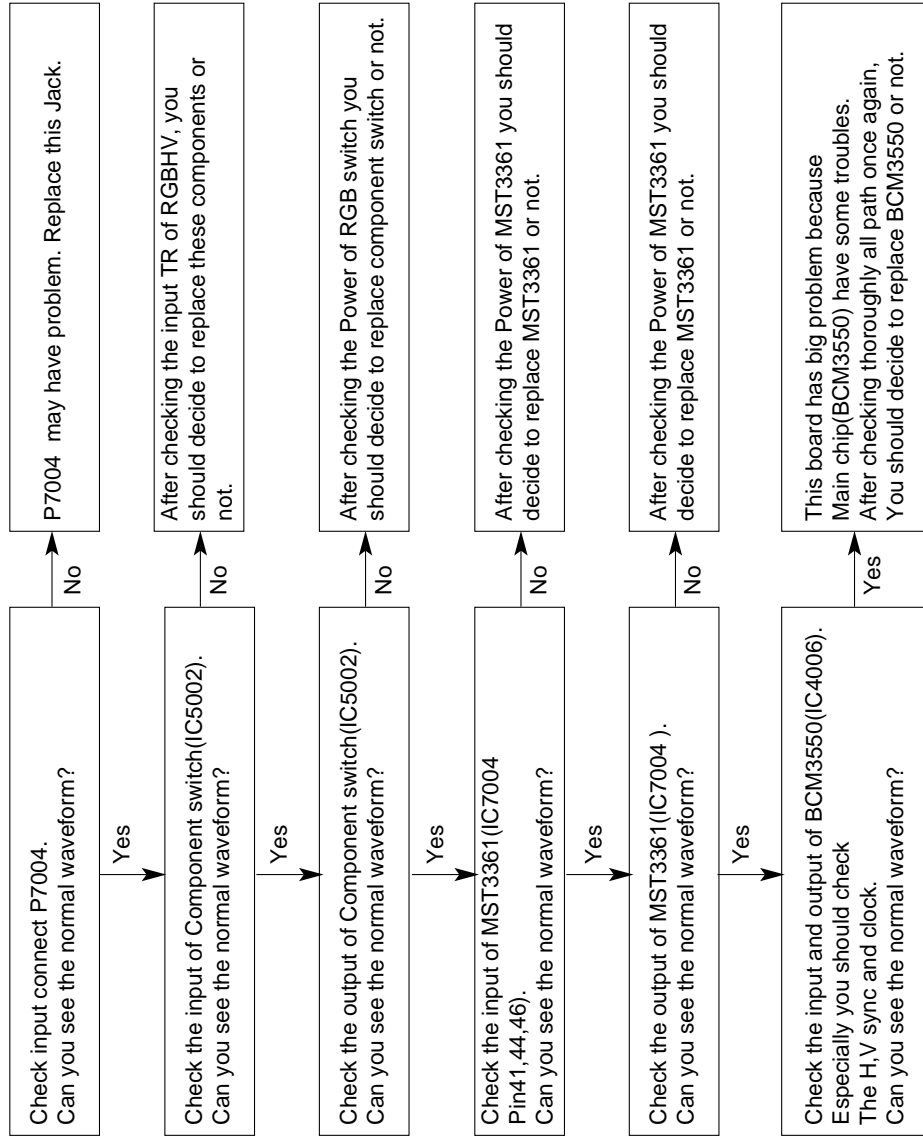 Check input connect P7004.
Can you see the normal waveform?
No
P7004  may have problem. Replace this Jack.
Yes
Check the input of Component switch(IC5002).
Can you see the normal waveform?
No
After checking the input TR of RGBHV, you
should decide to replace these components or
not.
Yes
Check the output of Component switch(IC5002).
Can you see the normal waveform?
No
After checking the Power of RGB switch you
should decide to replace component switch or not.
Yes
Check the input of MST3361(IC7004
Pin41,44,46).
Can you see the normal waveform?
No
After checking the Power of MST3361 you should
decide to replace MST3361 or not.
Yes
Check the output of MST3361(IC7004 ).
Can you see the normal waveform?
No
After checking the Power of MST3361 you should
decide to replace MST3361 or not.
Yes
Check the input and output of BCM3550(IC4006).
Especially you should check
The H,V sync and clock.
Can you see the normal waveform?
Yes
This board has big problem because
Main chip(BCM3550) have some troubles.
After checking thoroughly all path once again,
You should decide to replace BCM3550 or not.